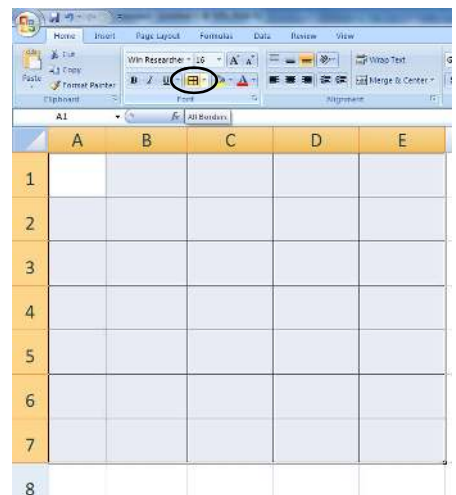 Home Insert Page Layout Formulas Data Review View
Cut
Copy
Format Painter
Paste
Clipboard
Win Researcher 16 A A
B I U A
Font
Wrap Text
Merge & Center
Alignment
A1 fx All Borders
A B C D E
1
2
3
4
5
6
7
8